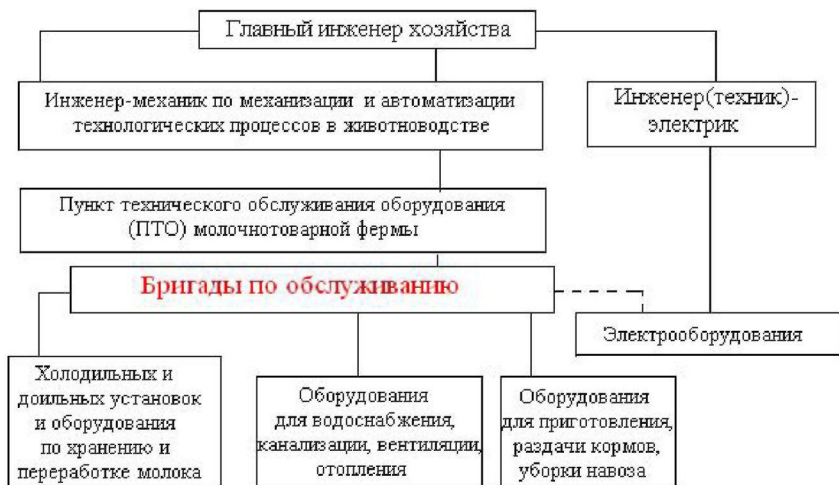 Главный инженер хозяйства
Инженер-механик по механизации и автоматизации
технологических процессов в животноводстве
Инженер(техник)-
электрик
Пункт технического обслуживания оборудования
(ПТО) молочнотоварной фермы
Бригады по обслуживанию
Электрооборудования
Холодильных и
доильных установок
и оборудования
по хранению и
переработке молока
Оборудования
для водоснабжения,
канализации, вентиляции,
отопления
Оборудования
для приготовления,
раздачи кормов,
уборки навоза